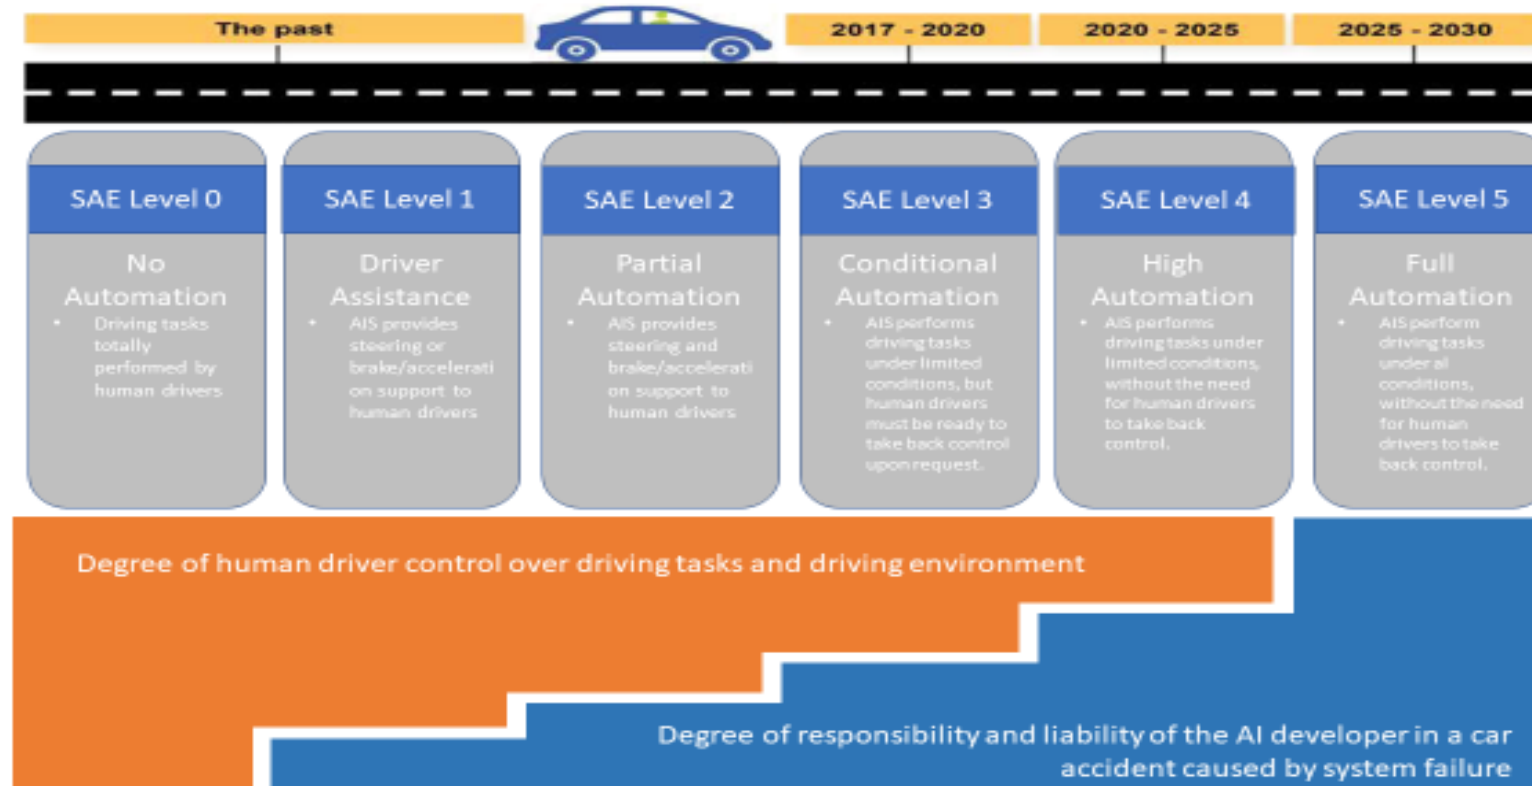 The past
2017 - 2020
2020 - 2025
2025 - 2030
SAE Level 0
No
Automation
• Driving tasks
totally
performed by
human drivers
SAE Level 1
Driver
Assistance
• AIS provides
steering or
brake/accelerati
on support to
human drivers
SAE Level 2
Partial
Automation
• AIS provides
steering and
brake/accelerati
on support to
human drivers
SAE Level 3
Conditional
Automation
• AIS performs
driving tasks
under limited
conditions, but
human drivers
must be ready to
take back control
upon request.
SAE Level 4
High
Automation
• AIS performs
driving tasks under
limited conditions,
without the need
for human drivers
to take back
control.
SAE Level 5
Full
Automation
• AIS perform
driving tasks
under al
conditions,
without the need
for human
drivers to take
back control.
Degree of human driver control over driving tasks and driving environment
Degree of responsibility and liability of the AI developer in a car
accident caused by system failure